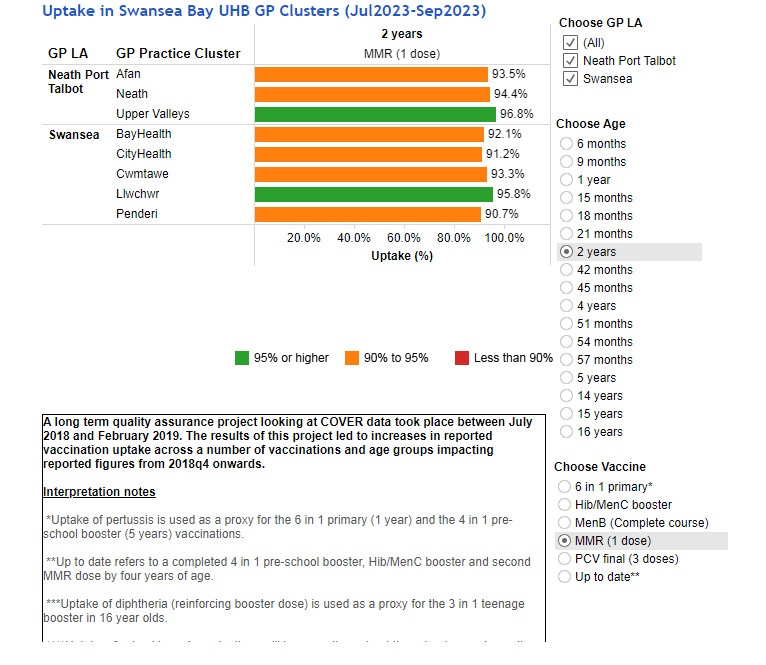 Uptake in Swansea Bay UHB GP Clusters (Jul2023-Sep2023)
2 years
GP LA GP Practice Cluster MMR (1 dose)
Neath Port Talbot Afan 93.5%
Neath 94.4%
Upper Valleys 96.8%
Swansea BayHealth 92.1%
CityHealth 91.2%
Cwmtawe 93.3%
Llwchwr 95.8%
Penderi 90.7%
20.0% 40.0% 60.0% 80.0% 100.0%
Uptake (%)
95% or higher 90% to 95% Less than 90%
A long term quality assurance project looking at COVER data took place between July
2018 and February 2019. The results of this project led to increases in reported
vaccination uptake across a number of vaccinations and age groups impacting
reported figures from 2018q4 onwards.
Interpretation notes
*Uptake of pertussis is used as a proxy for the 6 in 1 primary (1 year) and the 4 in 1 pre-
school booster (5 years) vaccinations.
**Up to date refers to a completed 4 in 1 pre-school booster, Hib/MenC booster and second
MMR dose by four years of age.
***Uptake of diphtheria (reinforcing booster dose) is used as a proxy for the 3 in 1 teenage
booster in 16 year olds.
Choose GP LA
(All)
Neath Port Talbot
Swansea
Choose Age
6 months
9 months
1 year
15 months
18 months
21 months
2 years
42 months
45 months
4 years
51 months
54 months
57 months
5 years
14 years
15 years
16 years
Choose Vaccine
6 in 1 primary*
Hib/MenC booster
MenB (Complete course)
MMR (1 dose)
PCV final (3 doses)
Up to date**